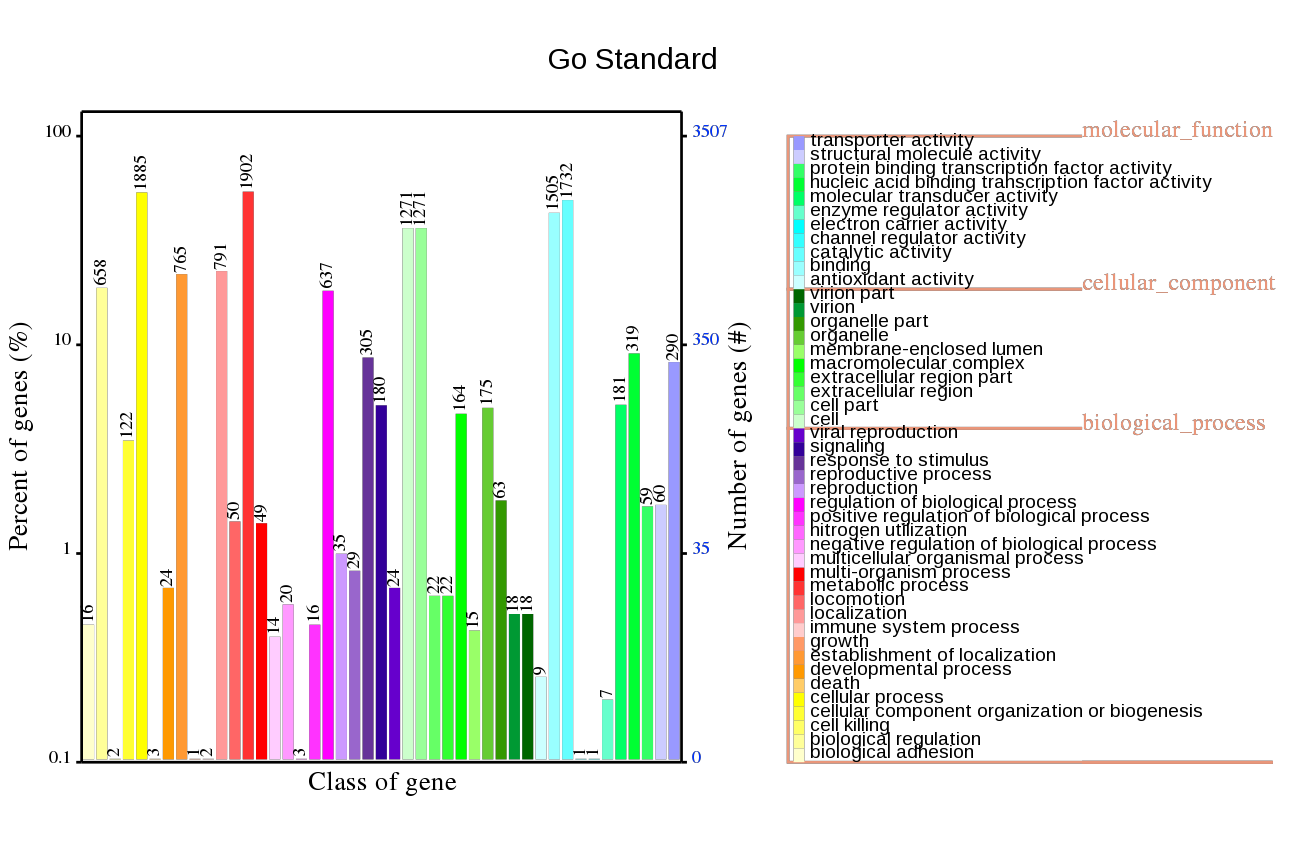 Go Standard
100
10
1
0.1
Percent of genes (%)
16
658
2
122
1885
3
24
765
1
2
791
50
1902
49
14
20
3
16
637
35
29
305
180
24
1271
1271
22
22
164
15
175
63
18
18
9
1505
1732
1
1
7
181
319
59
60
290
Class of gene
3507
350
35
0
Number of genes (#)
molecular_function
transporter activity
structural molecule activity
protein binding transcription factor activity
nucleic acid binding transcription factor activity
molecular transducer activity
enzyme regulator activity
electron carrier activity
channel regulator activity
catalytic activity
binding
antioxidant activity
cellular_component
virion part
virion
organelle part
organelle
membrane-enclosed lumen
macromolecular complex
extracellular region part
extracellular region
cell part
cell
biological_process
viral reproduction
signaling
response to stimulus
reproductive process
reproduction
regulation of biological process
positive regulation of biological process
nitrogen utilization
negative regulation of biological process
multicellular organismal process
multi-organism process
metabolic process
locomotion
localization
immune system process
growth
establishment of localization
developmental process
death
cellular process
cellular component organization or biogenesis
cell killing
biological regulation
biological adhesion